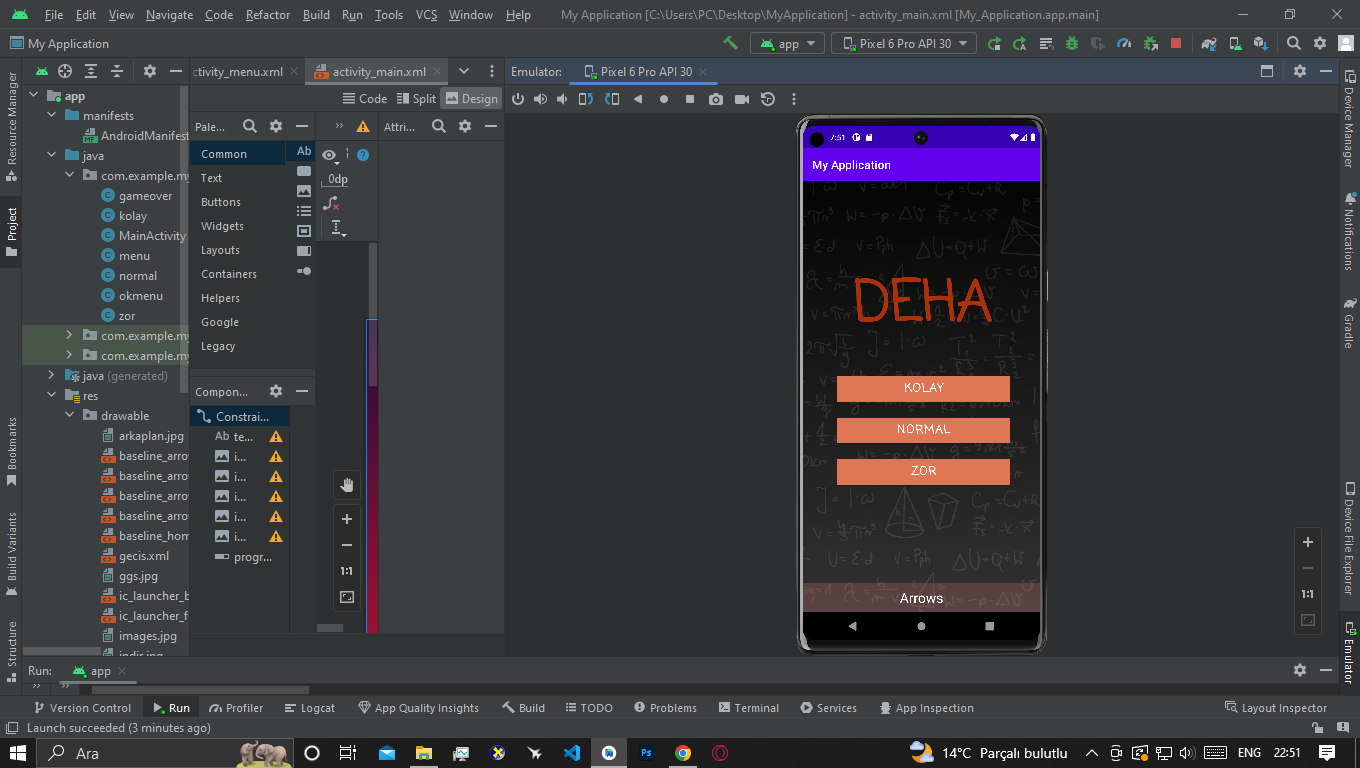 File Edit View Navigate Code Refactor Build Run Tools VCS Window Help My Application [C:\Users\PC\Desktop\MyApplication] - activity_main.xml [My_Application.app.main]
My Application app Pixel 6 Pro API 30
ctivity_menu.xml activity_main.xml Emulator: Pixel 6 Pro API 30
Code Split Design
Resource Manager
Project
Bookmarks
Build Variants
Structure
app
manifests
AndroidManifest
java
com.example.my
gameover
kolay
MainActivity
menu
normal
okmenu
zor
com.example.my
com.example.my
java (generated)
res
drawable
arkaplan.jpg
baseline_arro
baseline_arro
baseline_arro
baseline_arro
baseline_hom
gecis.xml
ggs.jpg
ic_launcher_b
ic_launcher_f
images.jpg
indir.jpg
Pale... Attri...
Common Ab
Text
Buttons
Widgets
Layouts
Containers
Helpers
Google
Legacy
0dp
Compon...
Constrai...
Ab te...
i...
i...
i...
i...
i...
progr...
1:1
7:51
My Application
DEHA
KOLAY
NORMAL
ZOR
Arrows
1:1
Device Manager
Notifications
Gradle
Device File Explorer
Emulator
Run: app
Version Control Run Profiler Logcat App Quality Insights Build TODO Problems Terminal Services App Inspection Layout Inspector
Launch succeeded (3 minutes ago)
Ara Ps 14°C Parçalı bulutlu ENG 22:51